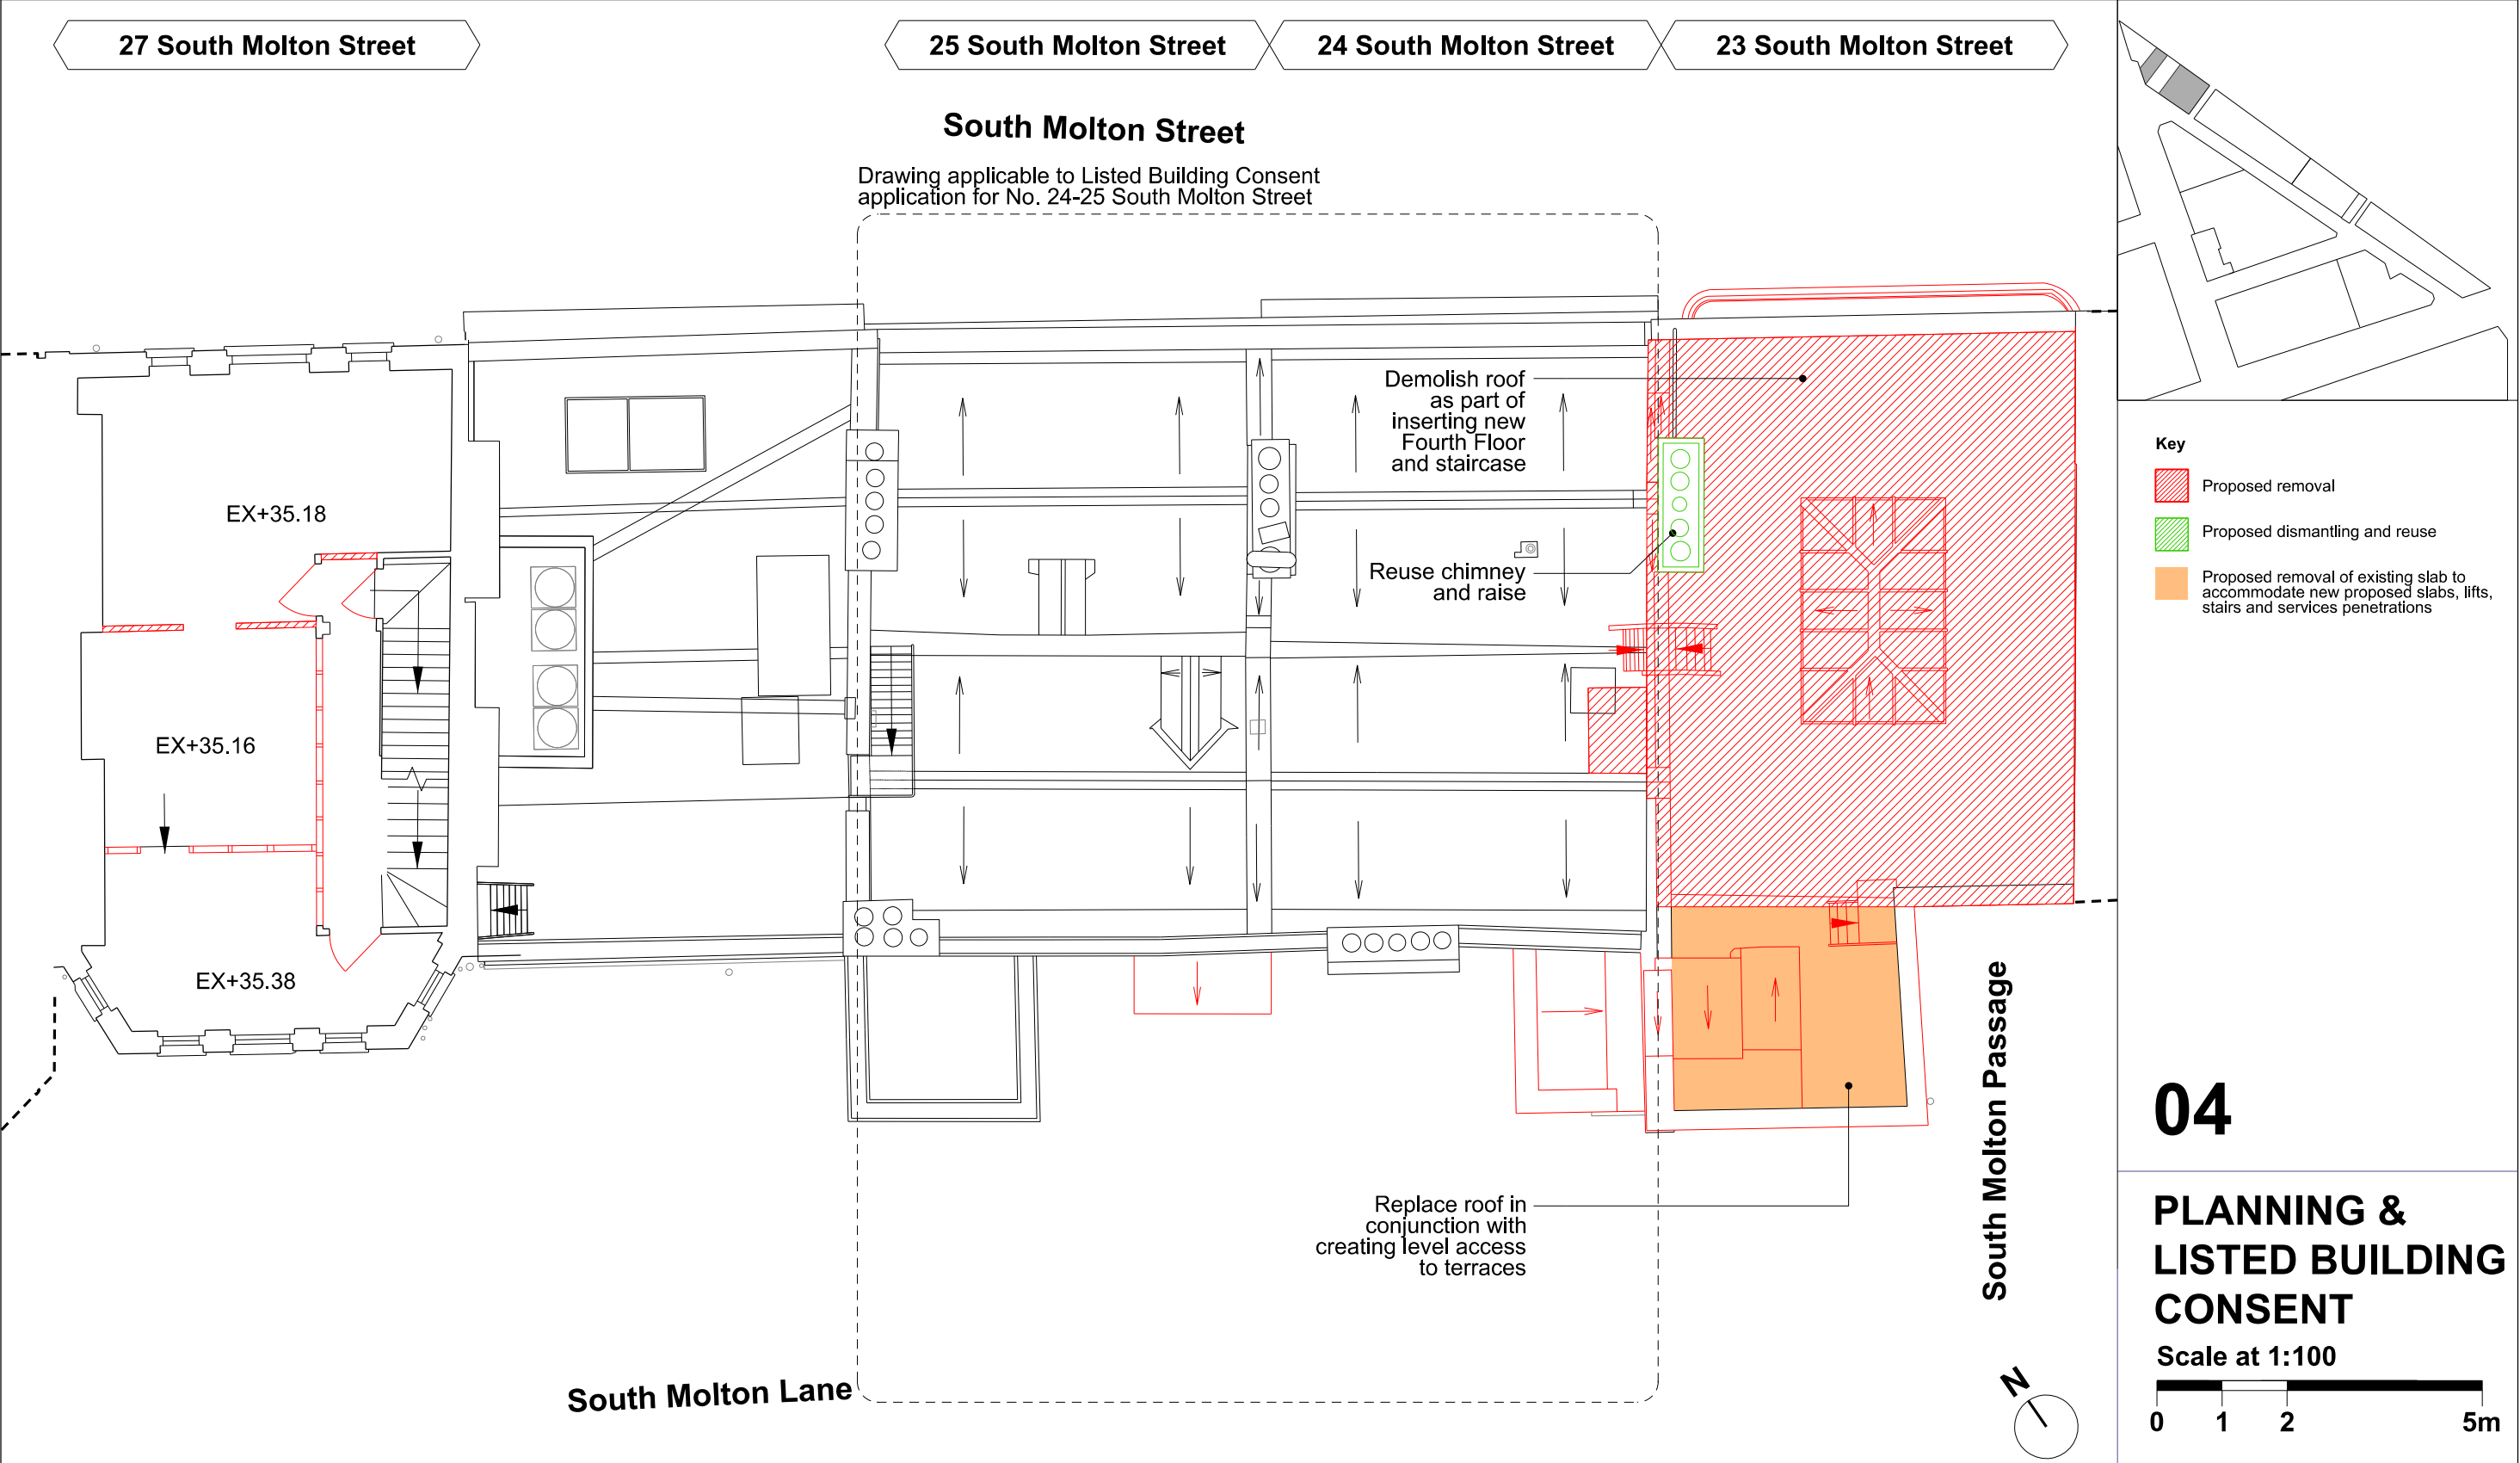 27 South Molton Street
25 South Molton Street
24 South Molton Street
23 South Molton Street
South Molton Street
Drawing applicable to Listed Building Consent
application for No. 24-25 South Molton Street
Demolish roof
as part of
inserting new
Fourth Floor
and staircase
Reuse chimney
and raise
EX+35.18
EX+35.16
EX+35.38
Replace roof in
conjunction with
creating level access
to terraces
South Molton Lane
South Molton Passage
N
Key
Proposed removal
Proposed dismantling and reuse
Proposed removal of existing slab to
accommodate new proposed slabs, lifts,
stairs and services penetrations
04
PLANNING &
LISTED BUILDING
CONSENT
Scale at 1:100
0 1 2 5m